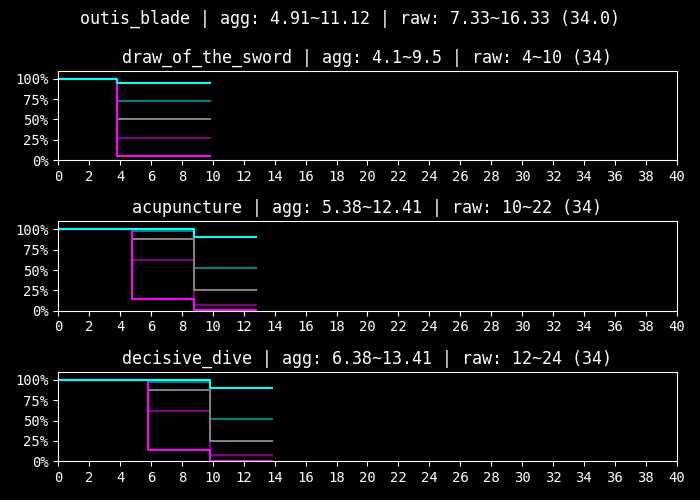 outis_blade | agg: 4.91~11.12 | raw: 7.33~16.33 (34.0)
draw_of_the_sword | agg: 4.1~9.5 | raw: 4~10 (34)
100%
75%
50%
25%
0%
0 2 4 6 8 10 12 14 16 18 20 22 24 26 28 30 32 34 36 38 40
acupuncture | agg: 5.38~12.41 | raw: 10~22 (34)
100%
75%
50%
25%
0%
0 2 4 6 8 10 12 14 16 18 20 22 24 26 28 30 32 34 36 38 40
decisive_dive | agg: 6.38~13.41 | raw: 12~24 (34)
100%
75%
50%
25%
0%
0 2 4 6 8 10 12 14 16 18 20 22 24 26 28 30 32 34 36 38 40